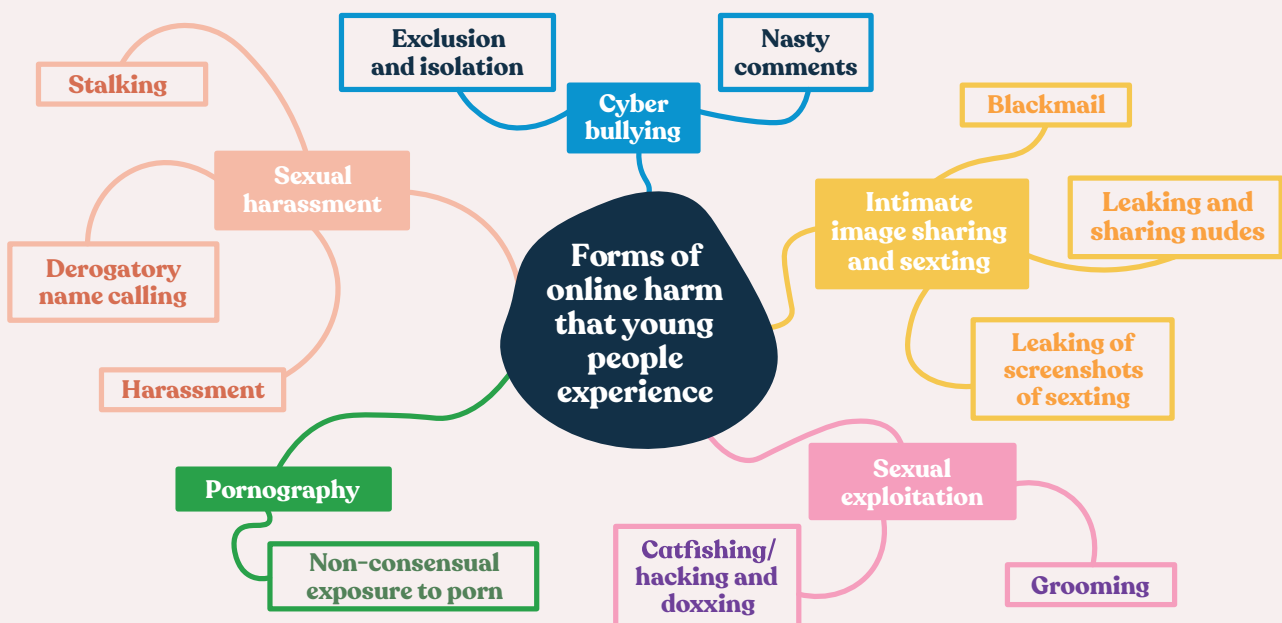 Exclusion
and isolation
Nasty
comments
Stalking
Cyber
bullying
Blackmail
Sexual
harassment
Intimate
image sharing
and sexting
Leaking and
sharing nudes
Derogatory
name calling
Forms of
online harm
that young
people
experience
Leaking of
screenshots
of sexting
Harassment
Pornography
Sexual
exploitation
Non-consensual
exposure to porn
Catfishing/
hacking and
doxxing
Grooming